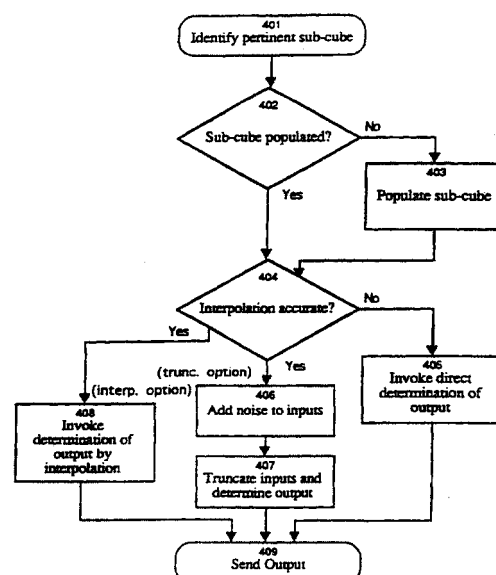 401
Identify pertinent sub-cube
402
Sub-cube populated?
No
403
Populate sub-cube
Yes
404
Interpolation accurate?
No
Yes
(trunc. option)
Yes
(interp. option)
405
Invoke direct
determination of
output
406
Add noise to inputs
408
Invoke
determination of
output by
interpolation
407
Truncate inputs and
determine output
409
Send Output